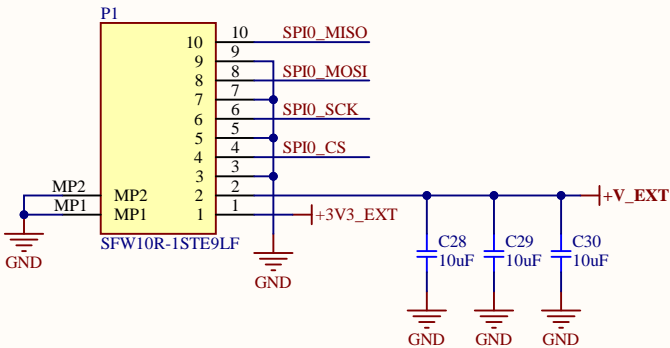 P1
10 10 SPI0_MISO
9 9
8 8 SPI0_MOSI
7 7
6 6 SPI0_SCK
5 5
4 4 SPI0_CS
3 3
MP2 MP2 2 2 +V_EXT
MP1 MP1 1 1 +3V3_EXT
SFW10R-1STE9LF
C28 C29 C30
10uF 10uF 10uF
GND GND
GND GND GND